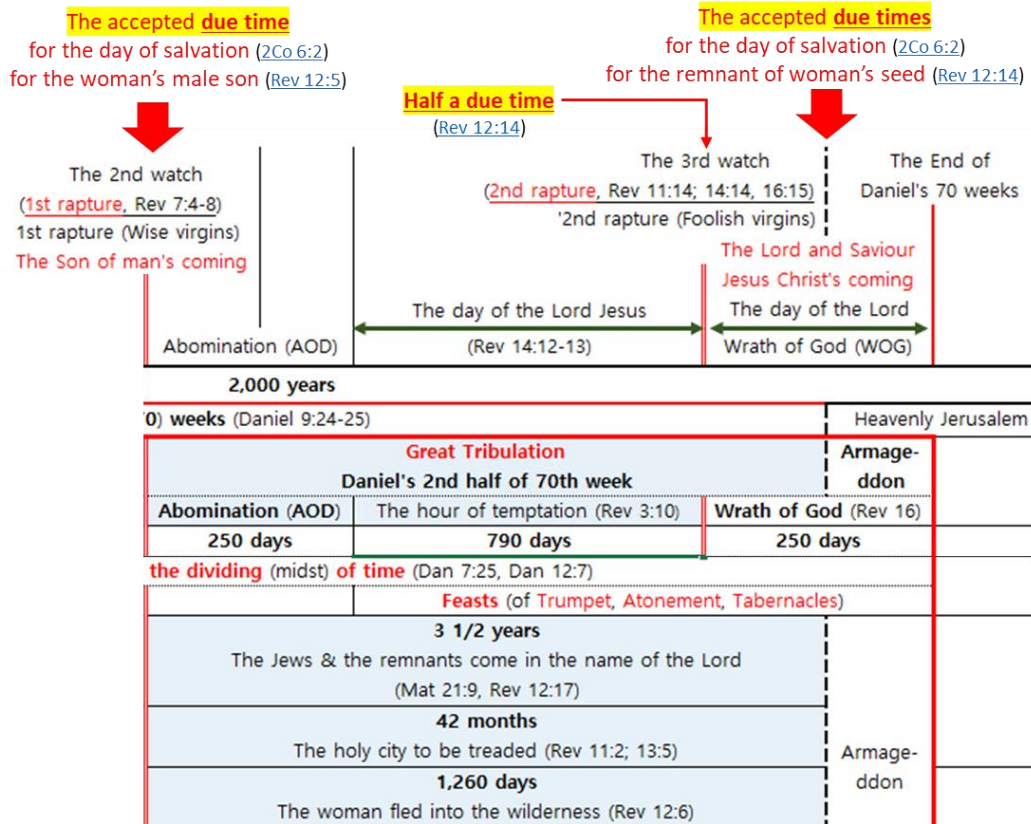 The accepted due time
for the day of salvation (2Co 6:2)
for the woman's male son (Rev 12:5)
The accepted due times
for the day of salvation (2Co 6:2)
for the remnant of woman's seed (Rev 12:14)
Half a due time
(Rev 12:14)
The 2nd watch
(1st rapture, Rev 7:4-8)
1st rapture (Wise virgins)
The Son of man's coming
The 3rd watch
(2nd rapture, Rev 11:14; 14:14, 16:15)
'2nd rapture (Foolish virgins)
The End of
Daniel's 70 weeks
The Lord and Saviour
Jesus Christ's coming
The day of the Lord Jesus
The day of the Lord
Abomination (AOD)
(Rev 14:12-13)
Wrath of God (WOG)
2,000 years
0) weeks (Daniel 9:24-25)
Heavenly Jerusalem
Great Tribulation
Daniel's 2nd half of 70th week
Armage-
ddon
Abomination (AOD)
The hour of temptation (Rev 3:10)
Wrath of God (Rev 16)
250 days
790 days
250 days
the dividing (midst) of time (Dan 7:25, Dan 12:7)
Feasts (of Trumpet, Atonement, Tabernacles)
3 1/2 years
The Jews & the remnants come in the name of the Lord
(Mat 21:9, Rev 12:17)
42 months
The holy city to be treaded (Rev 11:2; 13:5)
Armage-
ddon
1,260 days
The woman fled into the wilderness (Rev 12:6)